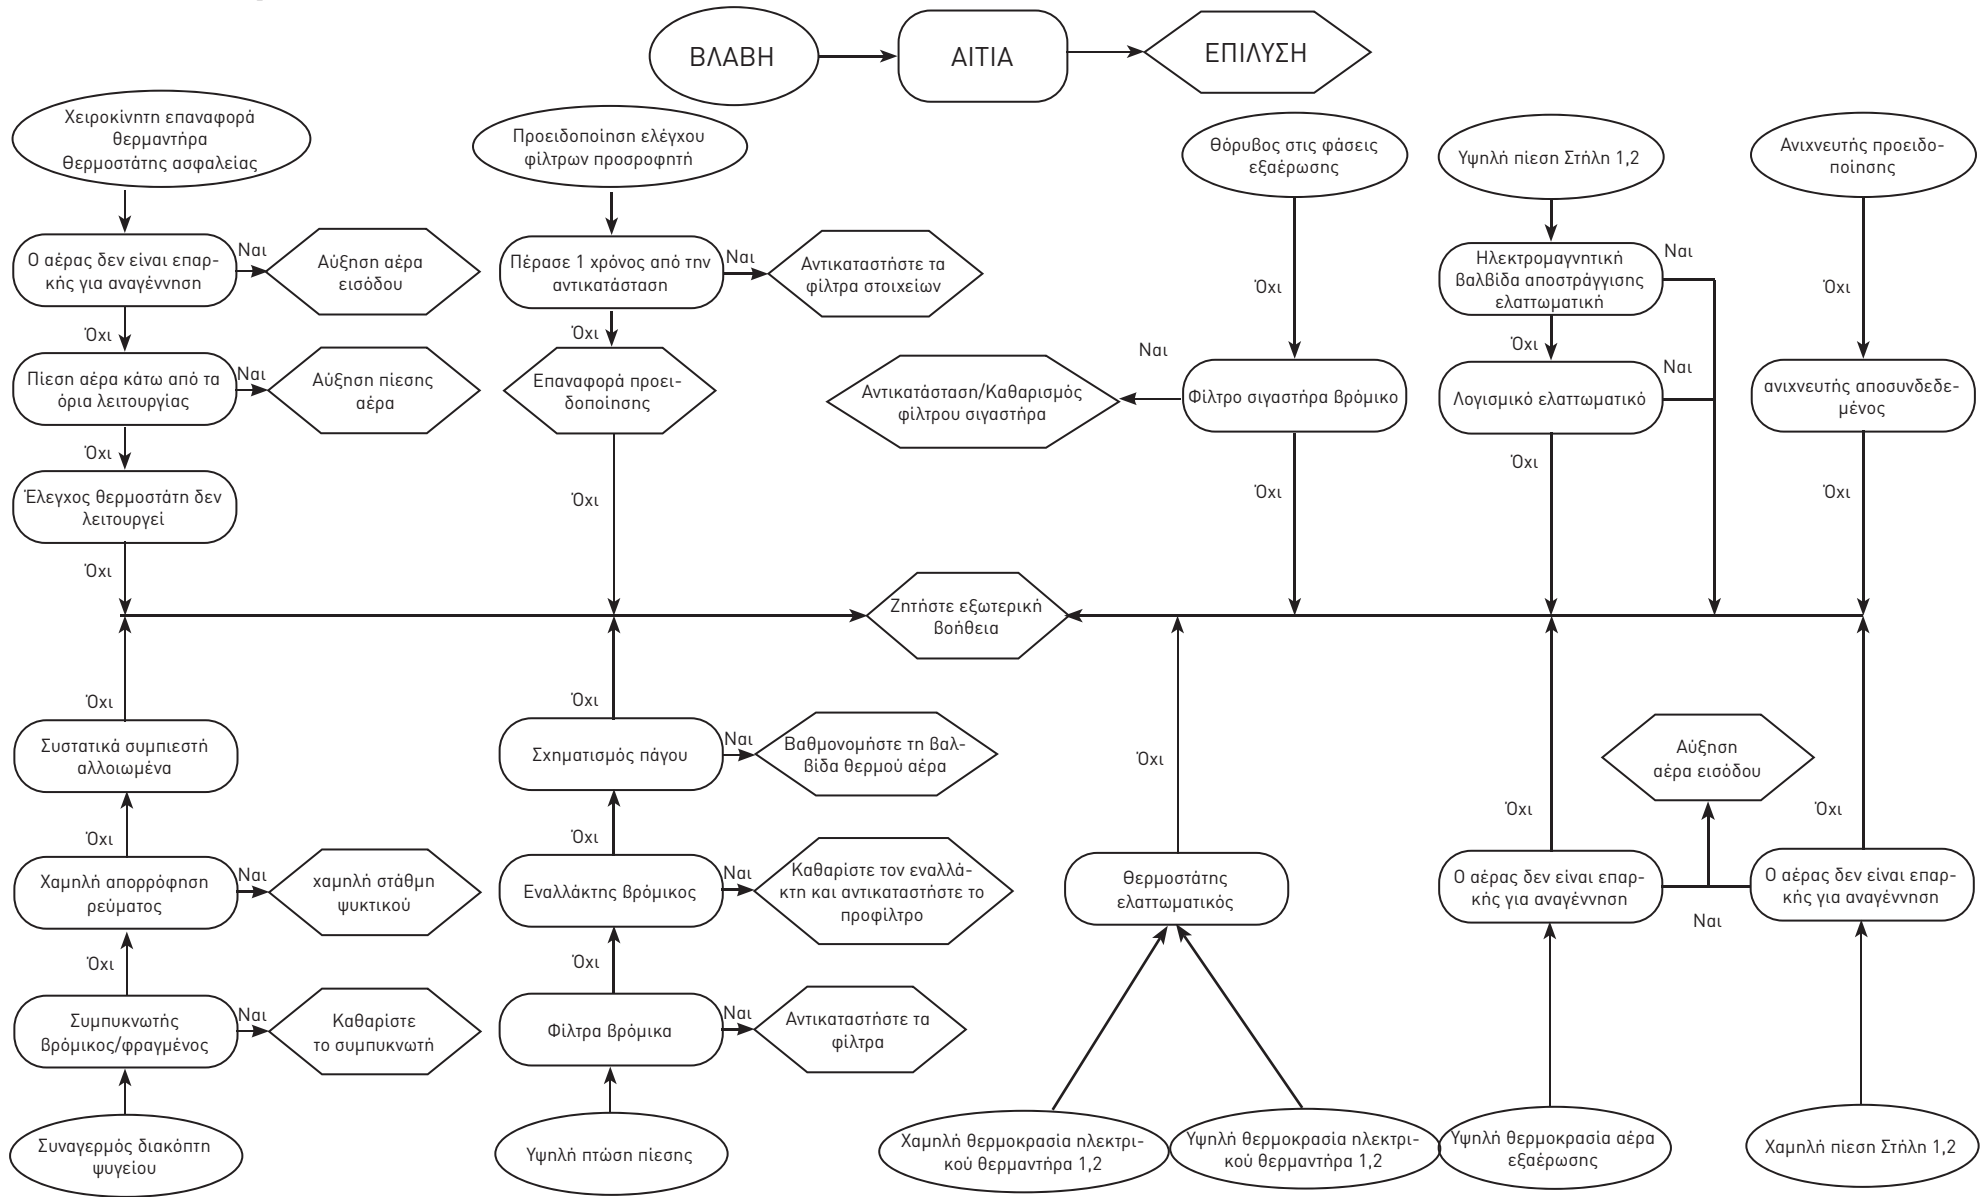 ΒΛΑΒΗ
ΑΙΤΙΑ
ΕΠΙΛΥΣΗ
Χειροκίνητη επαναφορά
θερμαντήρα
Θερμοστάτης ασφαλείας
Ο αέρας δεν είναι επαρ-
κής για αναγέννηση
Ναι
Αύξηση αέρα
εισόδου
Όχι
Πίεση αέρα κάτω από τα
όρια λειτουργίας
Ναι
Αύξηση πίεσης
αέρα
Όχι
Έλεγχος θερμοστάτη δεν
λειτουργεί
Όχι
Προειδοποίηση ελέγχου
φίλτρων προσροφητή
Πέρασε 1 χρόνος από την
αντικατάσταση
Ναι
Αντικαταστήστε τα
φίλτρα στοιχείων
Όχι
Επαναφορά προει-
δοποίησης
Όχι
Θόρυβος στις φάσεις
εξαέρωσης
Όχι
Φίλτρο σιγαστήρα βρόμικο
Ναι
Αντικατάσταση/Καθαρισμός
φίλτρου σιγαστήρα
Όχι
Υψηλή πίεση Στήλη 1,2
Ηλεκτρομαγνητική
βαλβίδα αποστράγγισης
ελαττωματική
Ναι
Όχι
Λογισμικό ελαττωματικό
Ναι
Όχι
Ανιχνευτής προειδο-
ποίησης
Όχι
ανιχνευτής αποσυνδεδε-
μένος
Όχι
Ζητήστε εξωτερική
βοήθεια
Όχι
Συστατικά συμπιεστή
αλλοιωμένα
Όχι
Χαμηλή απορρόφηση
ρεύματος
Ναι
χαμηλή στάθμη
ψυκτικού
Όχι
Συμπυκνωτής
βρόμικος/φραγμένος
Ναι
Καθαρίστε
το συμπυκνωτή
Συναγερμός διακόπτη
ψυγείου
Όχι
Σχηματισμός πάγου
Ναι
Βαθμονομήστε τη βαλ-
βίδα θερμού αέρα
Όχι
Εναλλάκτης βρόμικος
Ναι
Καθαρίστε τον εναλλά-
κτη και αντικαταστήστε το
προφίλτρο
Όχι
Φίλτρα βρόμικα
Ναι
Αντικαταστήστε τα
φίλτρα
Υψηλή πτώση πίεσης
Όχι
Θερμοστάτης
ελαττωματικός
Χαμηλή θερμοκρασία ηλεκτρι-
κού θερμαντήρα 1,2
Υψηλή θερμοκρασία ηλεκτρι-
κού θερμαντήρα 1,2
Όχι
Ο αέρας δεν είναι επαρ-
κής για αναγέννηση
Υψηλή θερμοκρασία αέρα
εξαέρωσης
Αύξηση
αέρα εισόδου
Ναι
Όχι
Ο αέρας δεν είναι επαρ-
κής για αναγέννηση
Χαμηλή πίεση Στήλη 1,2